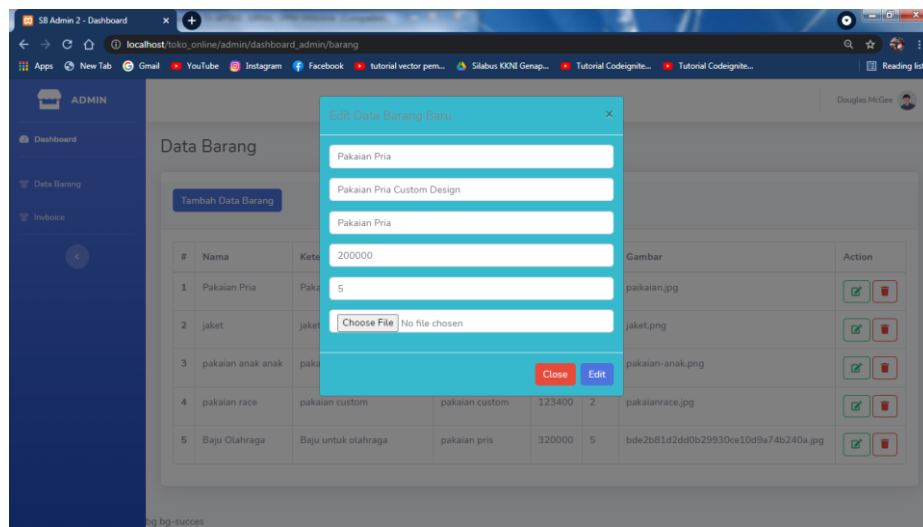 SB Admin 2 - Dashboard
localhost/toko_online/admin/dashboard_admin/barang
Apps New Tab Gmail YouTube Instagram Facebook tutorial vector pem... Silabus KKNI Genap... Tutorial Codeignite... Tutorial Codeignite... Reading list
ADMIN
Douglas McGee
Edit Data Barang Baru
×
Dashboard
Data Barang
Data Barang
Invboice
Tambah Data Barang
Pakaian Pria
Pakaian Pria Custom Design
Pakaian Pria
200000
5
Choose File No file chosen
Close Edit
# Nama Kete Gambar Action
1 Pakaian Pria Paka paikaian.jpg
2 jaket jaket jaket.png
3 pakaian anak anak paka pakaian-anak.png
4 pakaian race pakaian custom pakaian custom 123400 2 pakaianrace.jpg
5 Baju Olahraga Baju untuk olahraga pakaian pris 320000 5 bde2b81d2dd0b29930ce10d9a74b240a.jpg
bg bg-succes